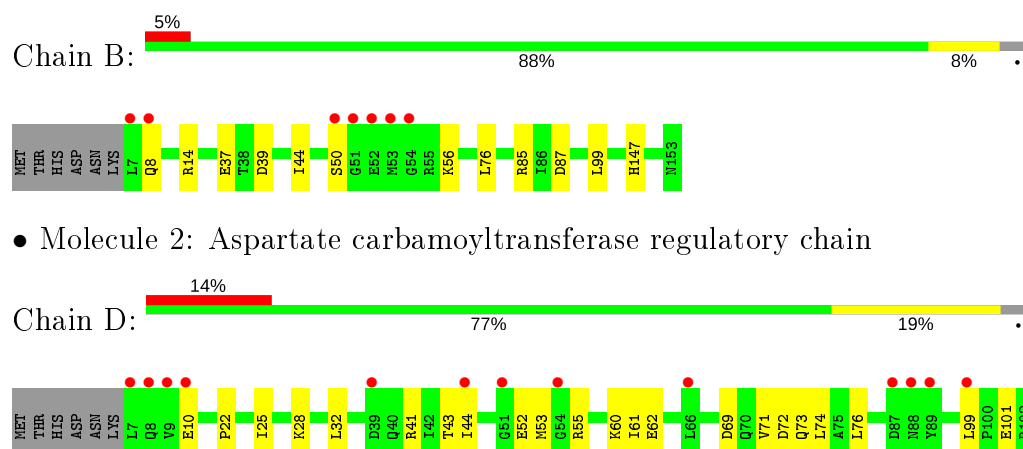 5%
Chain B:
88% 8% •
MET THR HIS ASP ASN LYS L7 Q8 R14 E37 T38 D39 I44 S50 G51 E52 M53 G54 R55 K56 L76 R85 I86 D87 L99 H147 N153
• Molecule 2: Aspartate carbamoyltransferase regulatory chain
14%
Chain D:
77% 19% •
MET THR HIS ASP ASN LYS L7 Q8 V9 E10 P22 I25 K28 L32 D39 Q40 R41 I42 T43 I44 G51 E52 M53 G54 R55 K60 I61 E62 L66 D69 Q70 V71 D72 Q73 L74 A75 L76 D87 N88 Y89 L99 P100 E101